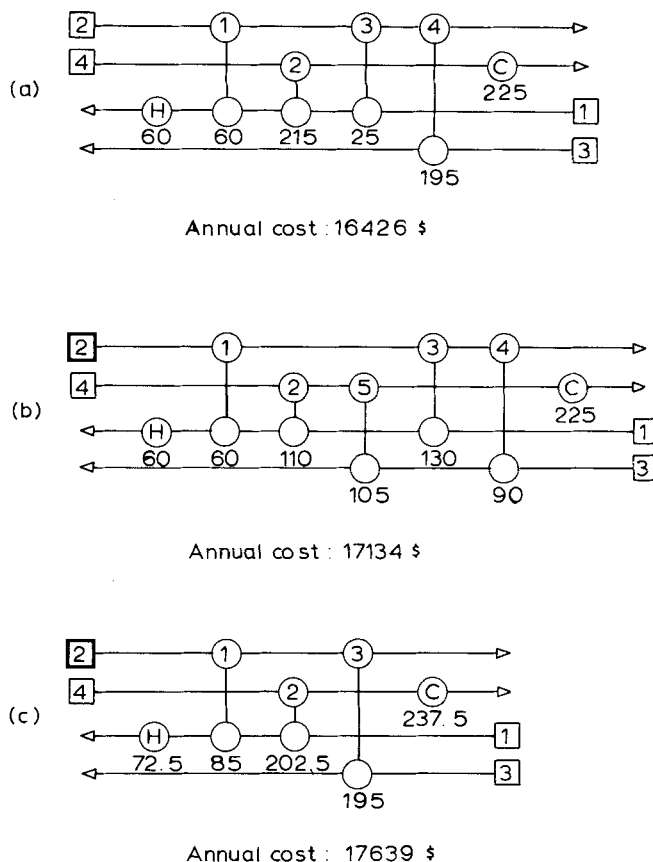 2 1 3 4
4 2 C
(a) 225
H 1
60 60 215 25
3
195
Annual cost : 16426 $
2 1 3 4
4 2 5 C
(b) 225
H 1
60 60 110 130
3
105 90
Annual cost : 17134 $
2 1 3
4 2 C
(c) 237.5
H 1
72.5 85 202.5
3
195
Annual cost : 17639 $